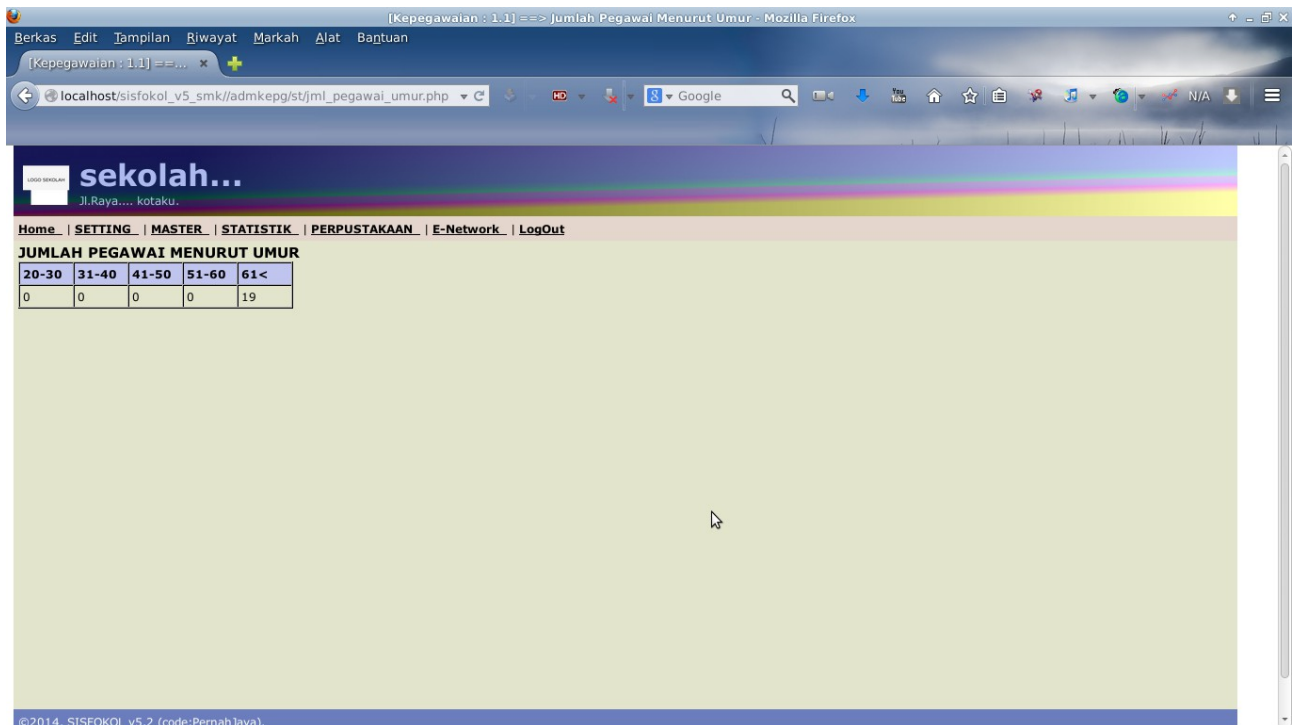 [Kepegawaian : 1.1] ==> Jumlah Pegawai Menurut Umur - Mozilla Firefox
Berkas Edit Tampilan Riwayat Markah Alat Bantuan
[Kepegawaian : 1.1] ==...
localhost/sisfokol_v5_smk//admkepg/st/jml_pegawai_umur.php HD Google You Tube N/A
LOGO SEKOLAH
sekolah...
Jl.Raya.... kotaku.
Home | SETTING | MASTER | STATISTIK | PERPUSTAKAAN | E-Network | LogOut
JUMLAH PEGAWAI MENURUT UMUR
20-30 31-40 41-50 51-60 61<
0 0 0 0 19
©2014. SISFOKOL v5.2 (code:PernahJaya).